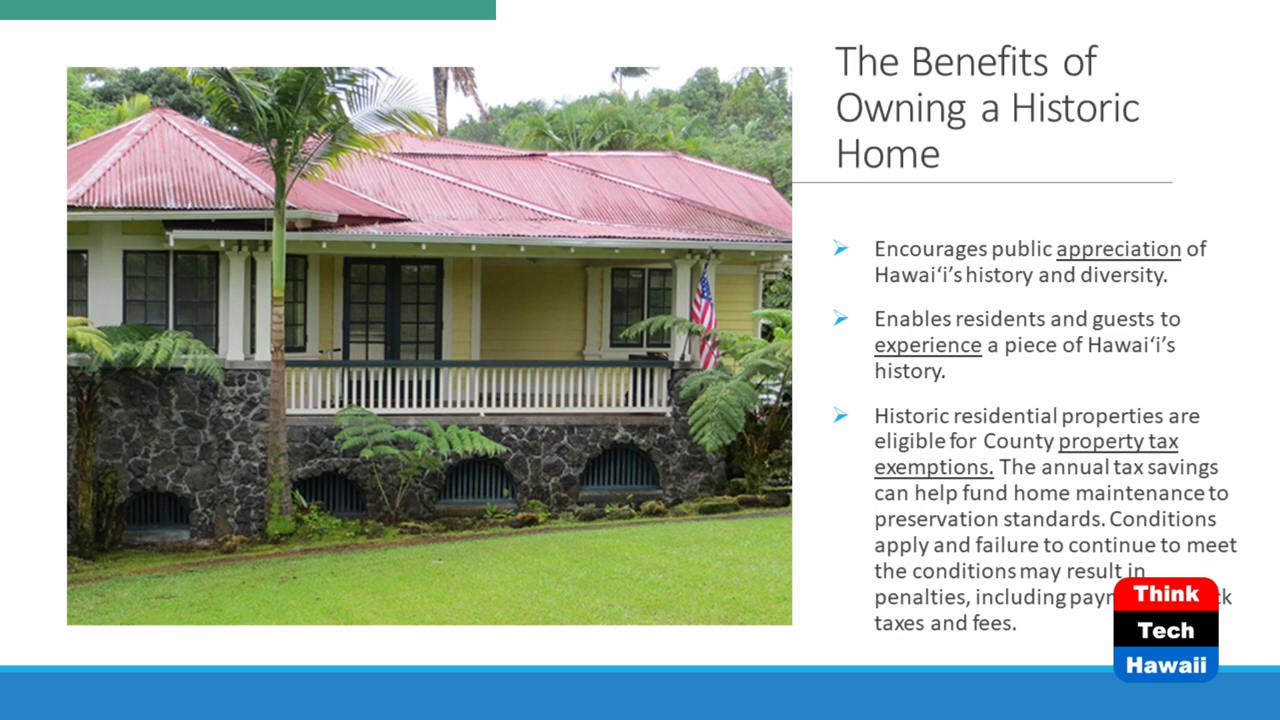 The Benefits of
Owning a Historic
Home
Encourages public appreciation of
Hawaiʻi’s history and diversity.
Enables residents and guests to
experience a piece of Hawaiʻi’s
history.
Historic residential properties are
eligible for County property tax
exemptions. The annual tax savings
can help fund home maintenance to
preservation standards. Conditions
apply and failure to continue to meet
the conditions may result in
penalties, including
taxes and fees.
Think
Tech
Hawaii